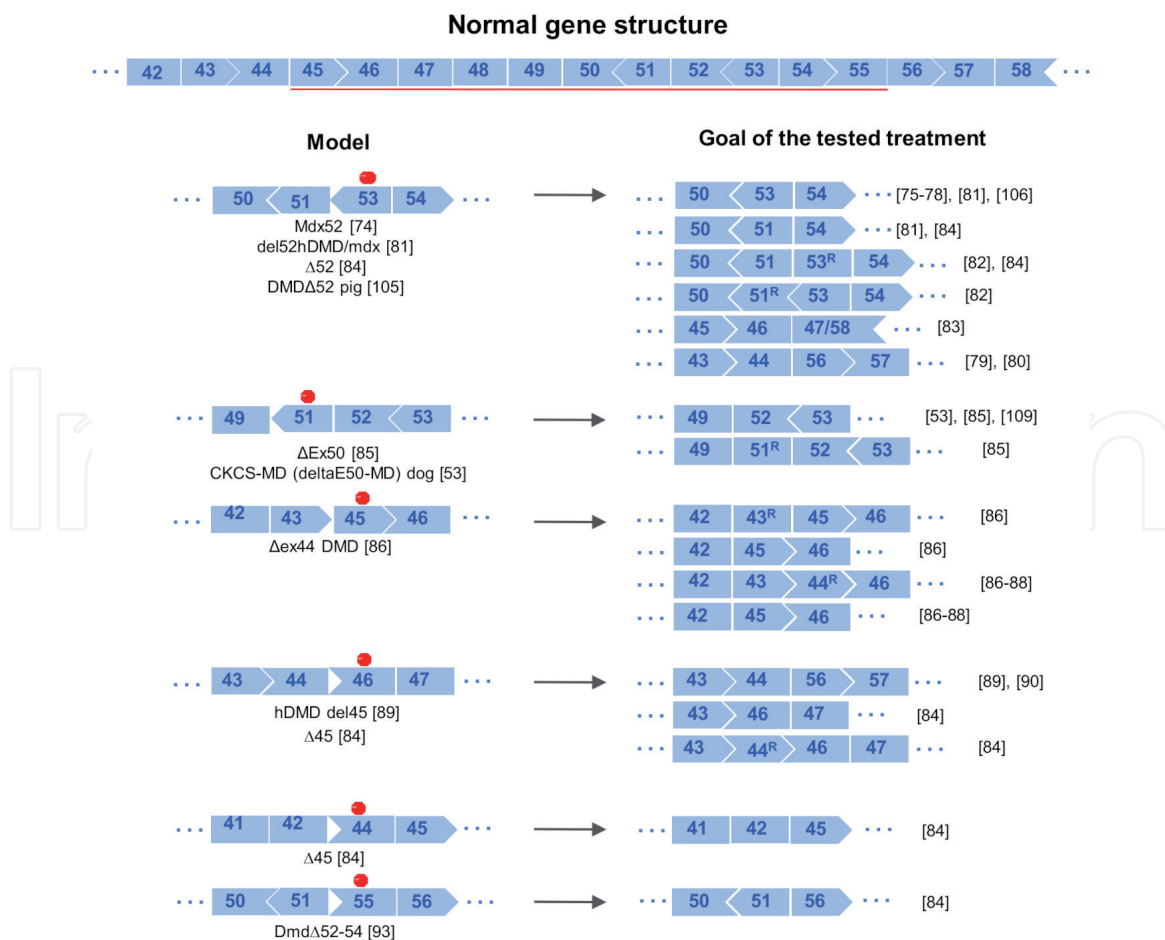 Normal gene structure
··· 42 43 44 45 46 47 48 49 50 51 52 53 54 55 56 57 58 ···
Model Goal of the tested treatment
··· 50 51 53 54 ···
Mdx52 [74]
del52hDMD/mdx [81]
Δ52 [84]
DMDΔ52 pig [105]
··· 50 53 54 ··· [75-78], [81], [106]
··· 50 51 54 ··· [81], [84]
··· 50 51 53ᴿ 54 ··· [82], [84]
··· 50 51ᴿ 53 54 ··· [82]
··· 45 46 47/58 ··· [83]
··· 43 44 56 57 ··· [79], [80]
··· 49 51 52 53 ···
ΔEx50 [85]
CKCS-MD (deltaE50-MD) dog [53]
··· 49 52 53 ··· [53], [85], [109]
··· 49 51ᴿ 52 53 ··· [85]
··· 42 43 45 46 ···
Δex44 DMD [86]
··· 42 43ᴿ 45 46 ··· [86]
··· 42 45 46 ··· [86]
··· 42 43 44ᴿ 46 ··· [86-88]
··· 42 45 46 ··· [86-88]
··· 43 44 46 47 ···
hDMD del45 [89]
Δ45 [84]
··· 43 44 56 57 ··· [89], [90]
··· 43 46 47 ··· [84]
··· 43 44ᴿ 46 47 ··· [84]
··· 41 42 44 45 ···
Δ45 [84]
··· 41 42 45 ··· [84]
··· 50 51 55 56 ···
DmdΔ52-54 [93]
··· 50 51 56 ··· [84]